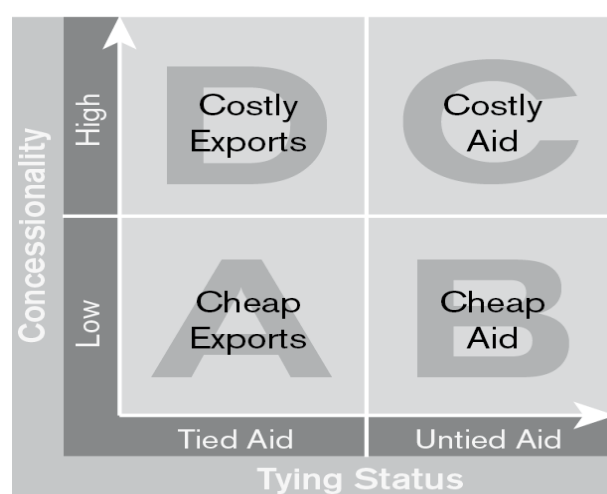 Concessionality
High
Low
D
Costly
Exports
C
Costly
Aid
A
Cheap
Exports
B
Cheap
Aid
Tied Aid
Untied Aid
Tying Status